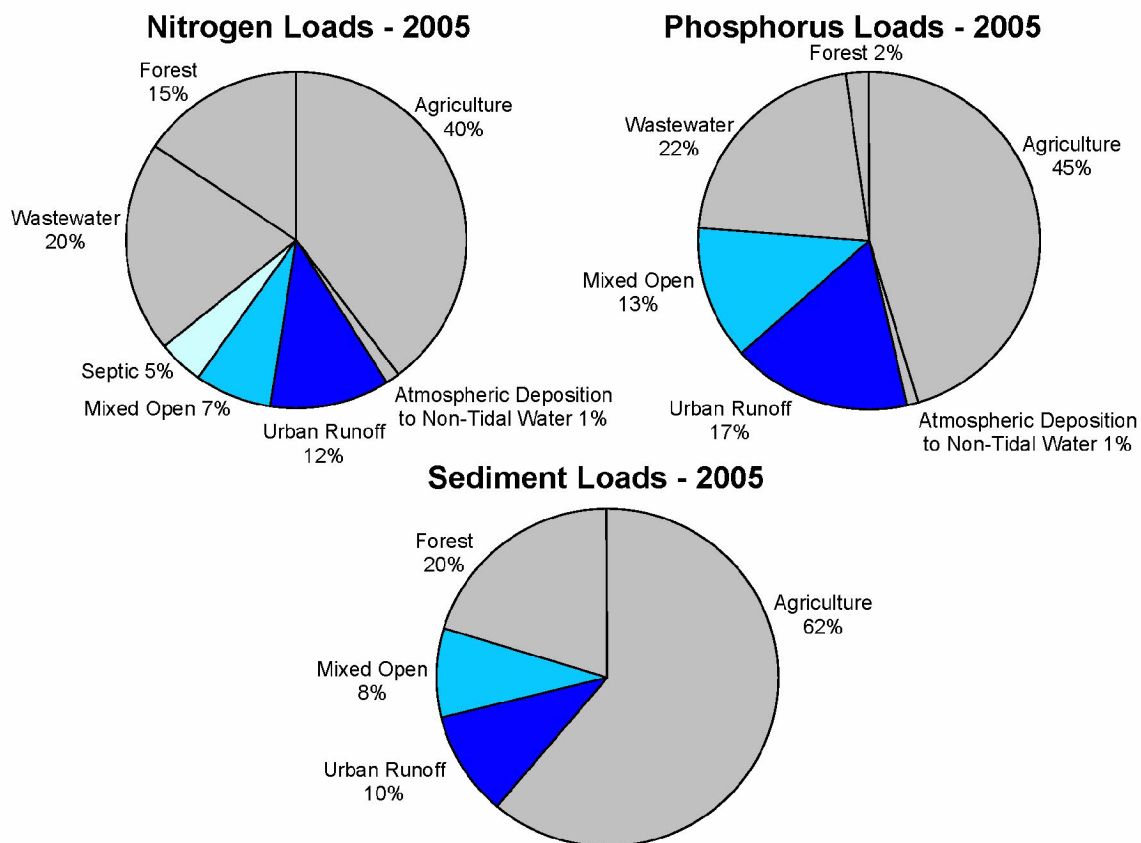 Nitrogen Loads - 2005
Forest
15%
Agriculture
40%
Wastewater
20%
Septic 5%
Mixed Open 7%
Urban Runoff
12%
Atmospheric Deposition
to Non-Tidal Water 1%
Phosphorus Loads - 2005
Forest 2%
Wastewater
22%
Agriculture
45%
Mixed Open
13%
Urban Runoff
17%
Atmospheric Deposition
to Non-Tidal Water 1%
Sediment Loads - 2005
Forest
20%
Agriculture
62%
Mixed Open
8%
Urban Runoff
10%